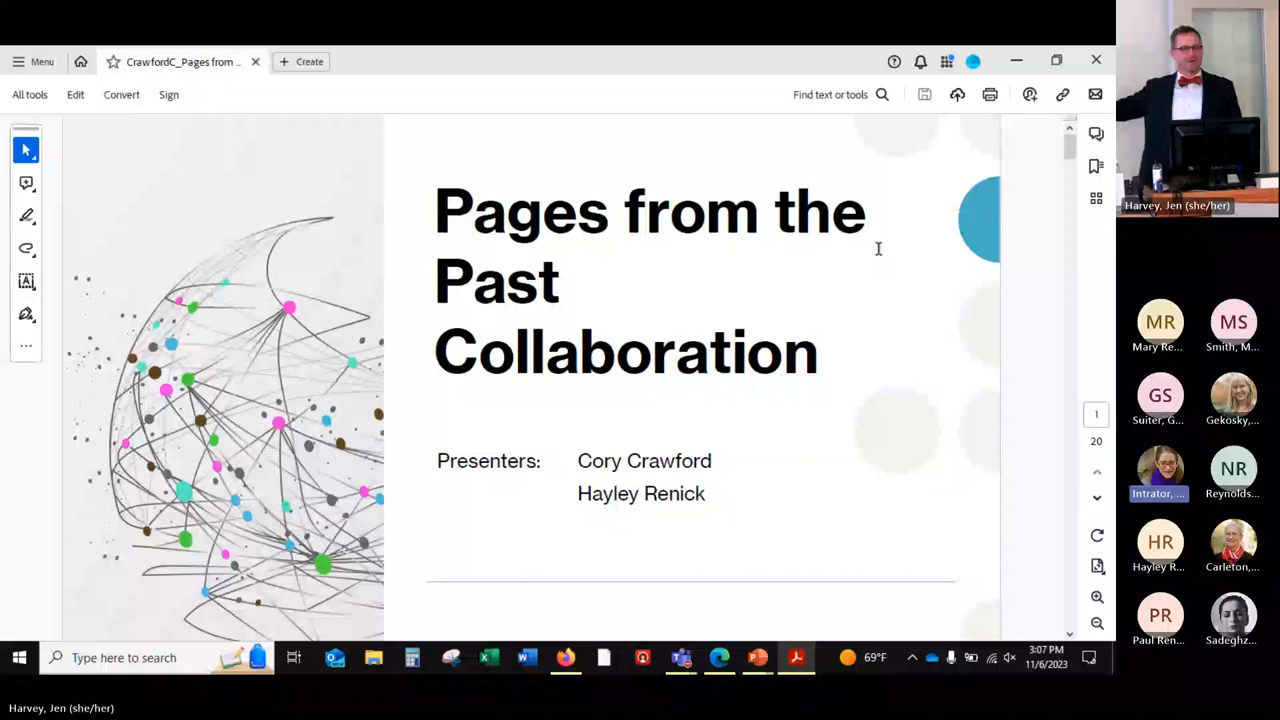 Menu
CrawfordC_Pages from ..
Create
All tools
Edit
Convert
Sign
Find text or tools
Pages from the
Past
Collaboration
Presenters: Cory Crawford
Hayley Renick
1
20
Type here to search
69°F
3:07 PM
11/6/2023
Harvey, Jen (she/her)
MR
Mary Re...
MS
Smith, M...
GS
Suiter, G...
Gekosky,...
Intrator, ...
NR
Reynolds...
HR
Hayley R...
Carleton,...
PR
Paul Ren...
Sadeghz...
Harvey, Jen (she/her)